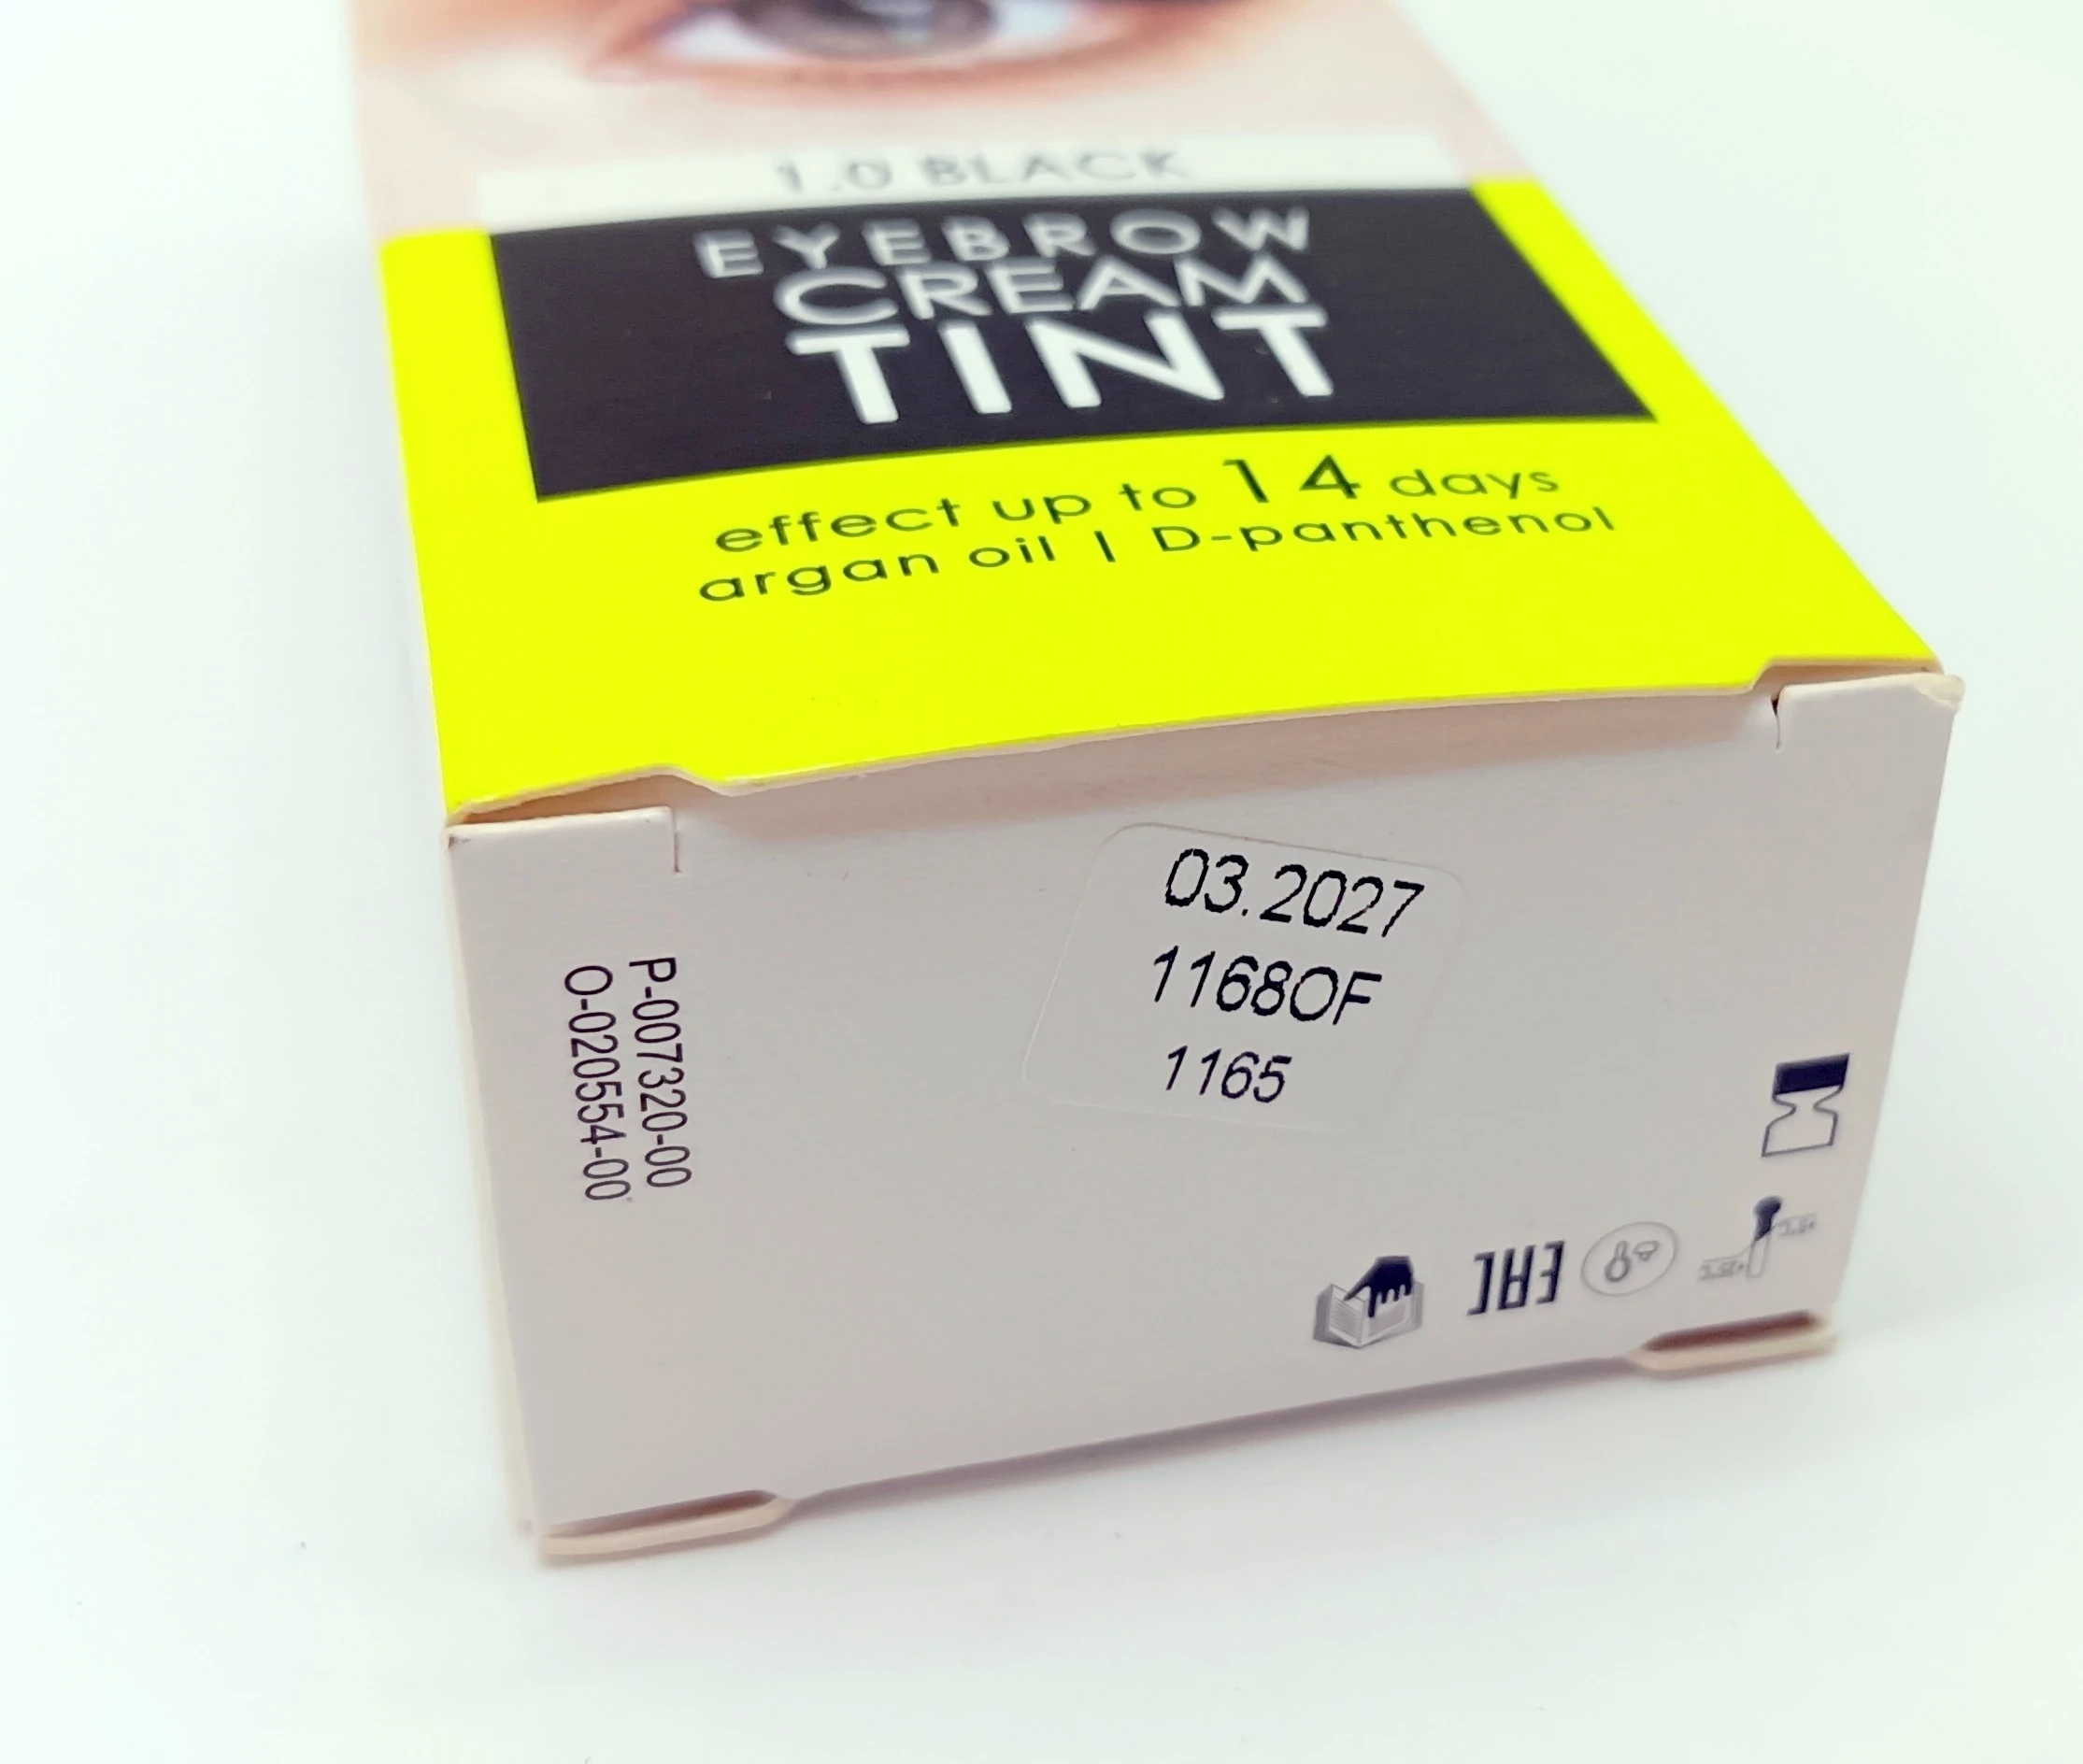 1.0 BLACK
EYEBROW
CREAM
TINT
effect up to 14 days
argan oil | D-panthenol
03.2027
1168OF
1165
P-007320-00
O-020554-00
EAC